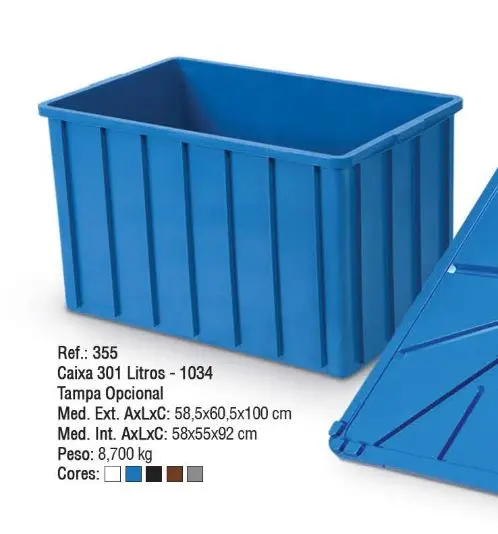 Ref.: 355
Caixa 301 Litros - 1034
Tampa Opcional
Med. Ext. AxLxC: 58,5x60,5x100 cm
Med. Int. AxLxC: 58x55x92 cm
Peso: 8,700 kg
Cores: